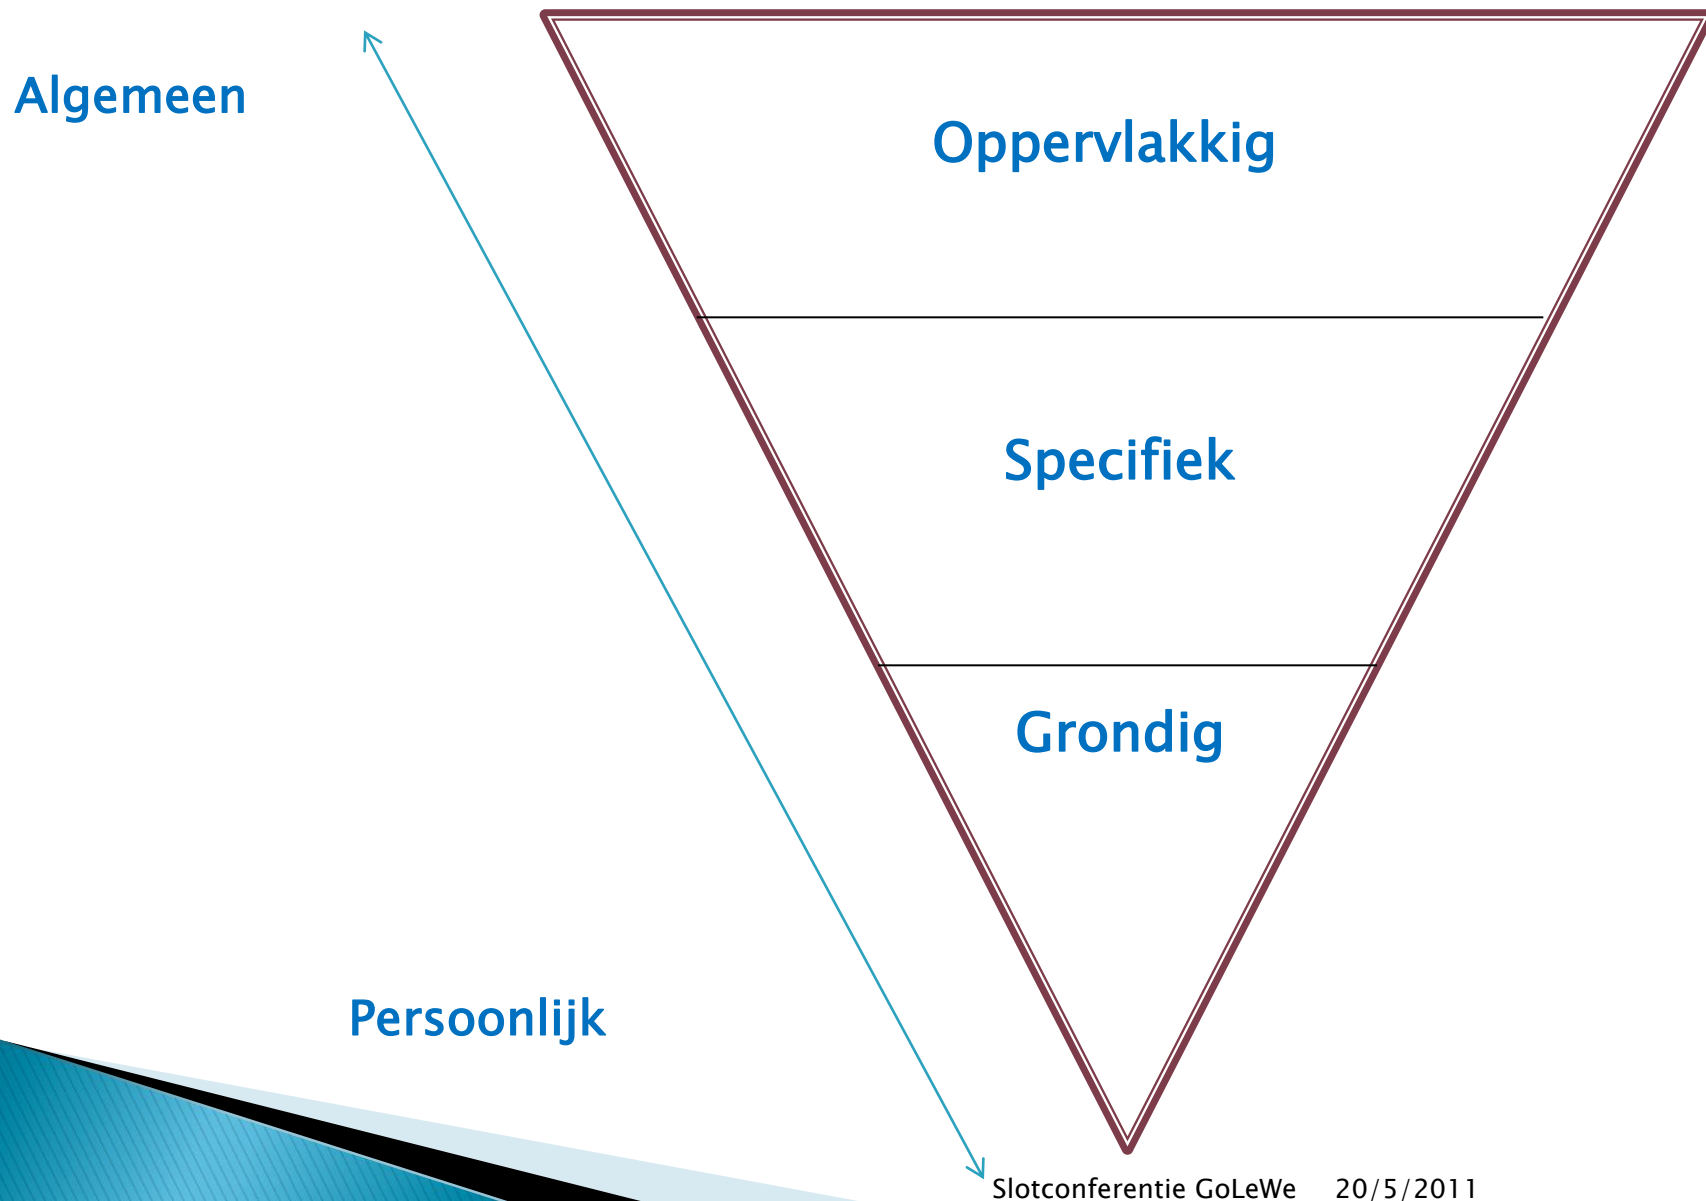 Algemeen
Oppervlakkig
Specifiek
Grondig
Persoonlijk
Slotconferentie GoLeWe 20/5/2011